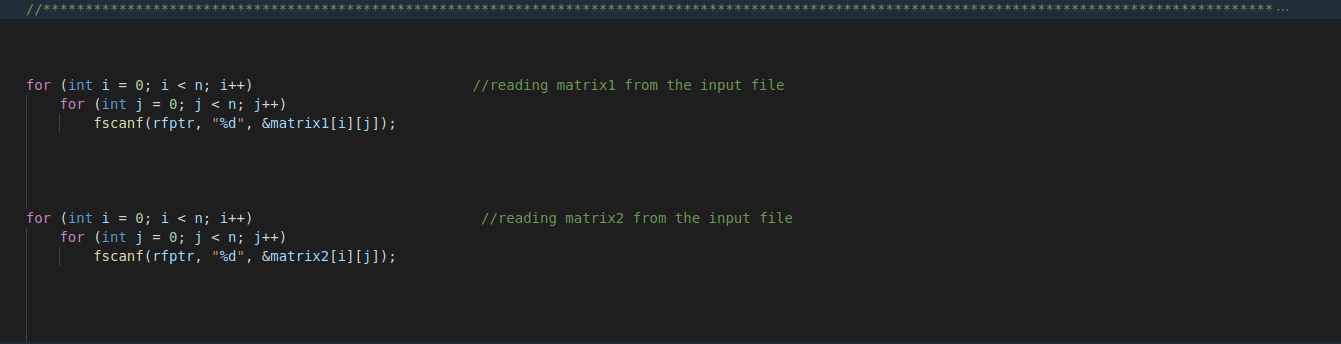 //**************************************************************************************************************************************************...
for (int i = 0; i < n; i++)                          //reading matrix1 from the input file
    for (int j = 0; j < n; j++)
        fscanf(rfptr, "%d", &matrix1[i][j]);
for (int i = 0; i < n; i++)                           //reading matrix2 from the input file
    for (int j = 0; j < n; j++)
        fscanf(rfptr, "%d", &matrix2[i][j]);